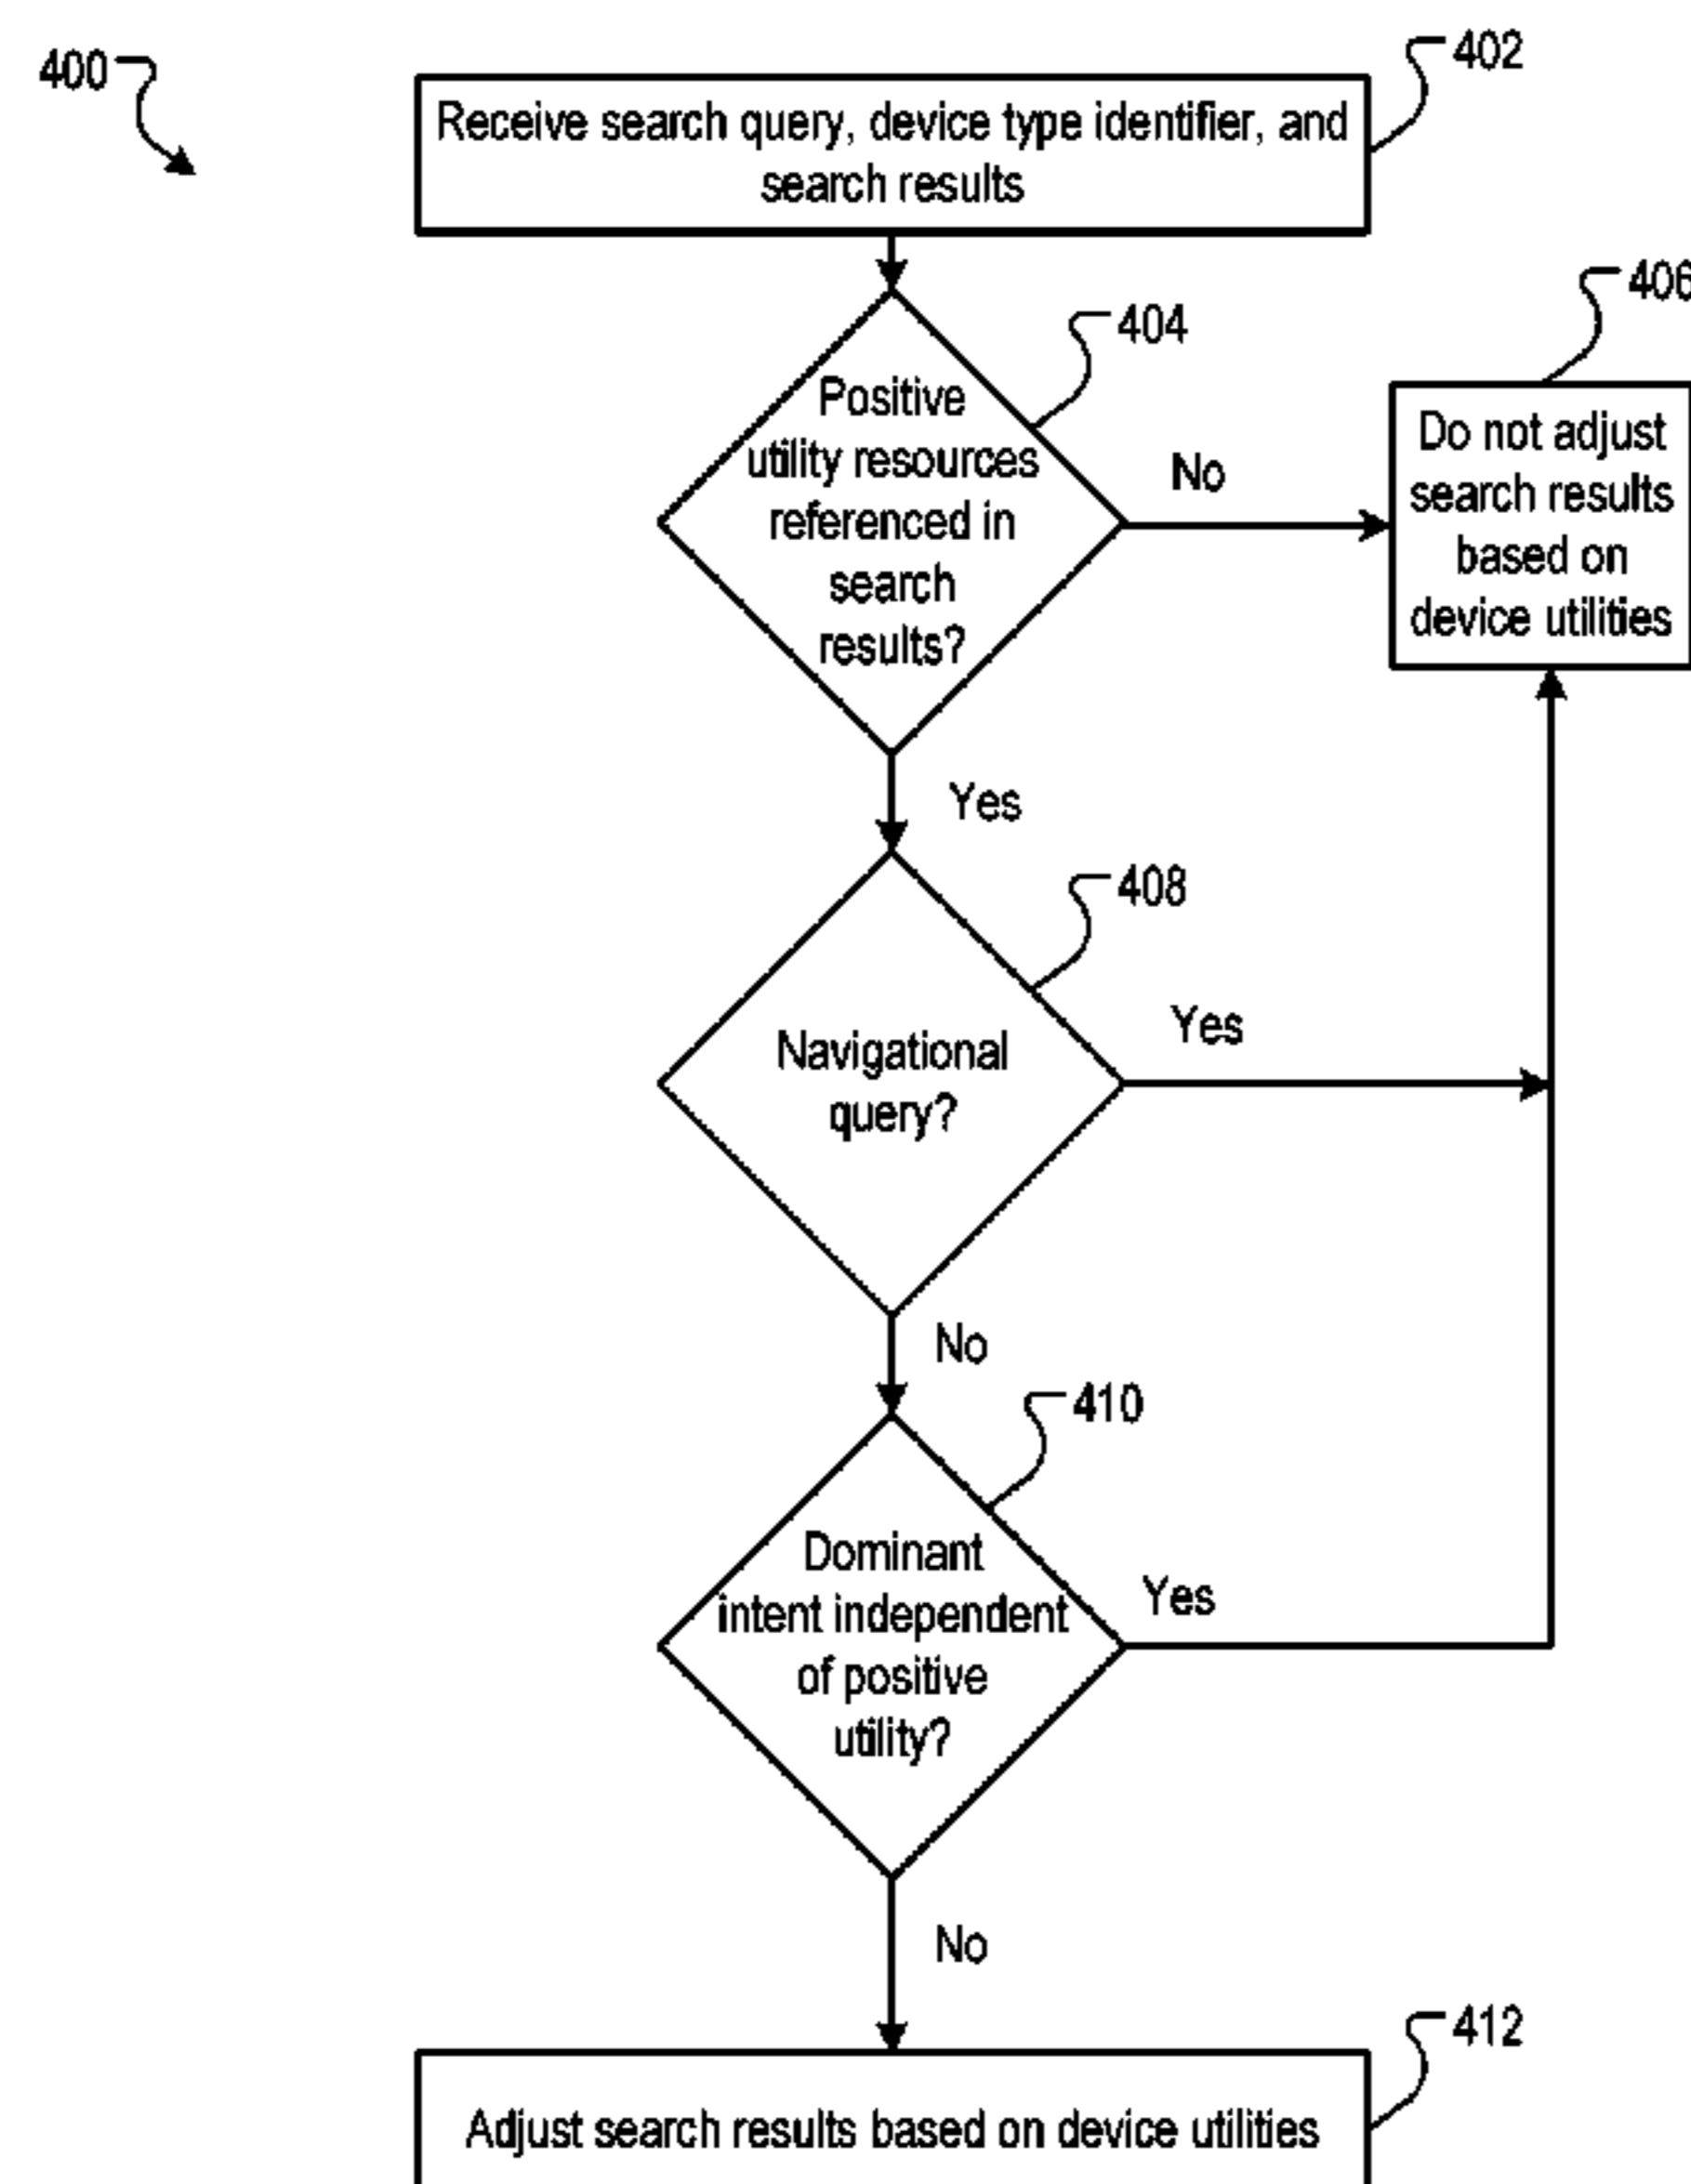 400
402
Receive search query, device type identifier, and
search results
404
406
Positive
utility resources
referenced in
search
results?
No
Do not adjust
search results
based on
device utilities
Yes
408
Navigational
query?
Yes
No
410
Dominant
intent independent
of positive
utility?
Yes
No
412
Adjust search results based on device utilities